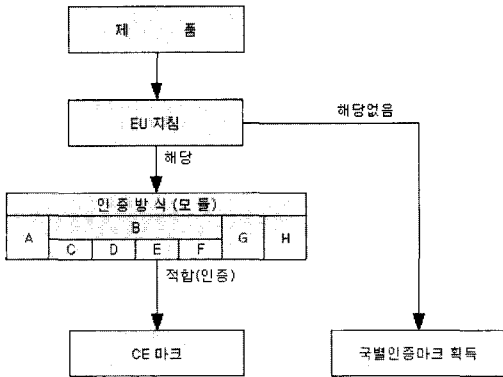 제 품
EU 지침
해당없음
해당
인 증 방 식 (모 듈)
A B G H
C D E F
적합(인증)
CE 마크
국별인증마크 획득